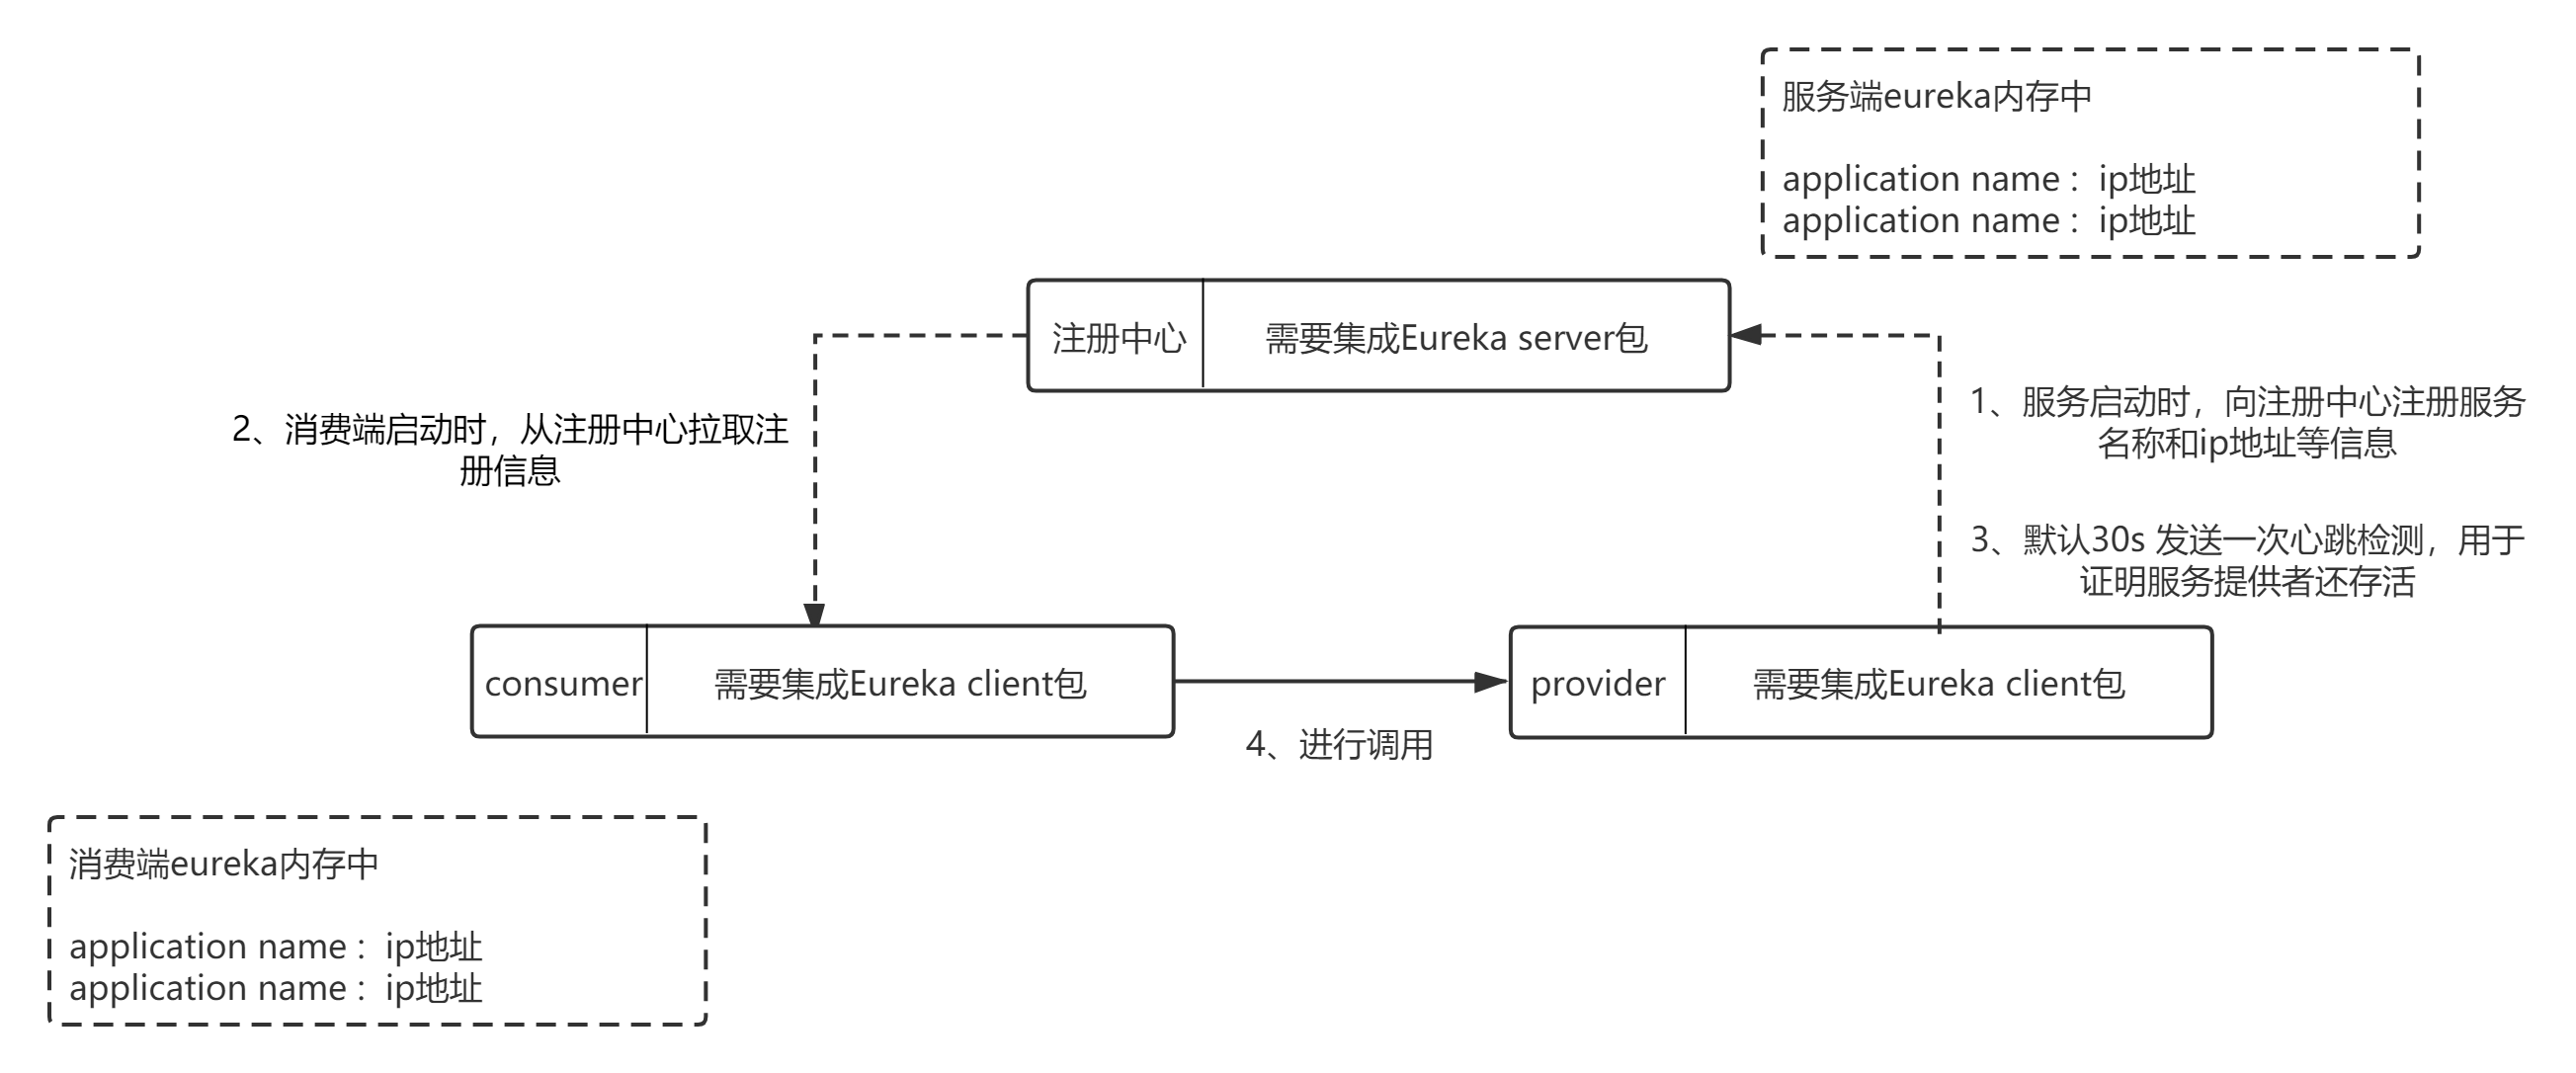 服务端eureka内存中
application name： ip地址
application name： ip地址
注册中心
需要集成Eureka server包
1、服务启动时，向注册中心注册服务
名称和ip地址等信息
2、消费端启动时，从注册中心拉取注
册信息
3、默认30s 发送一次心跳检测，用于
证明服务提供者还存活
consumer
需要集成Eureka client包
provider
需要集成Eureka client包
4、进行调用
消费端eureka内存中
application name： ip地址
application name： ip地址